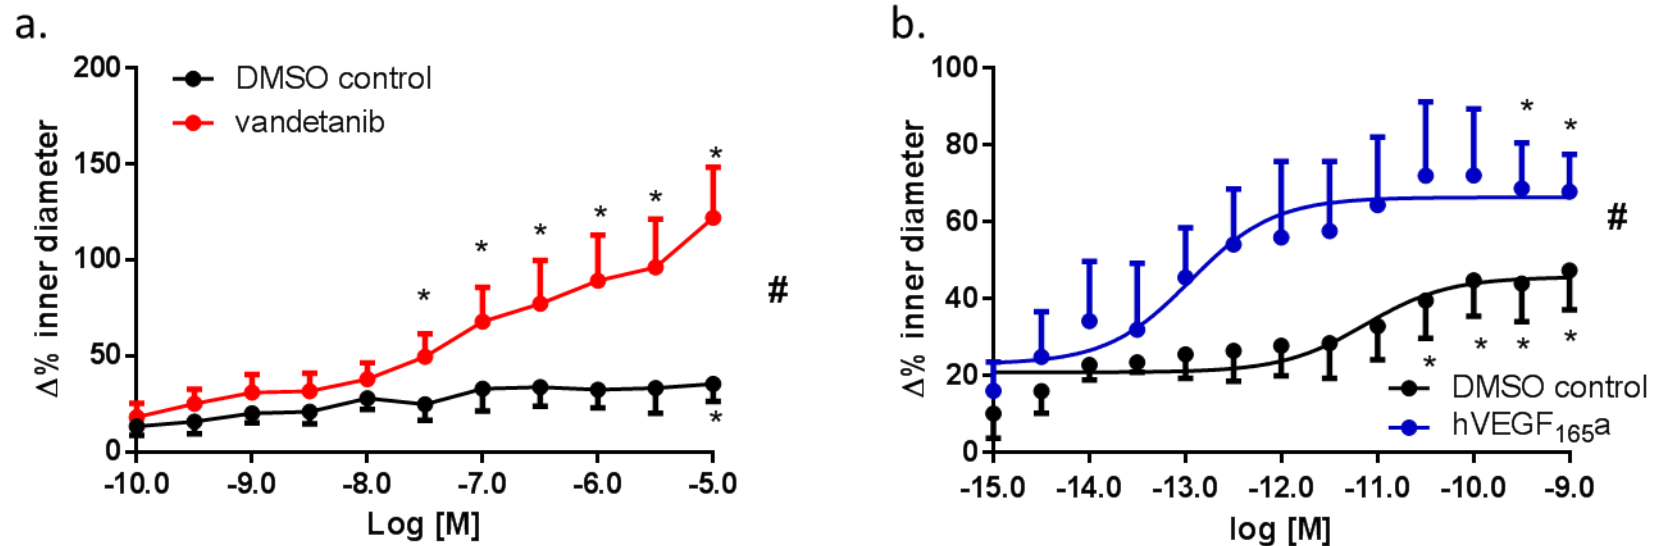 a.
Δ% inner diameter
200
150
100
50
0
DMSO control
vandetanib
*
*
*
*
*
*
*
#
-10.0 -9.0 -8.0 -7.0 -6.0 -5.0
Log [M]
b.
Δ% inner diameter
100
80
60
40
20
0
*
*
#
*
*
*
*
DMSO control
hVEGF165a
-15.0 -14.0 -13.0 -12.0 -11.0 -10.0 -9.0
log [M]